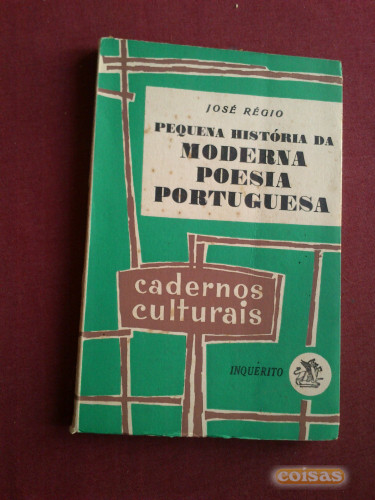 JOSÉ RÉGIO
PEQUENA HISTÓRIA DA
MODERNA
POESIA
PORTUGUESA
cadernos
culturais
INQUÉRITO
coisas